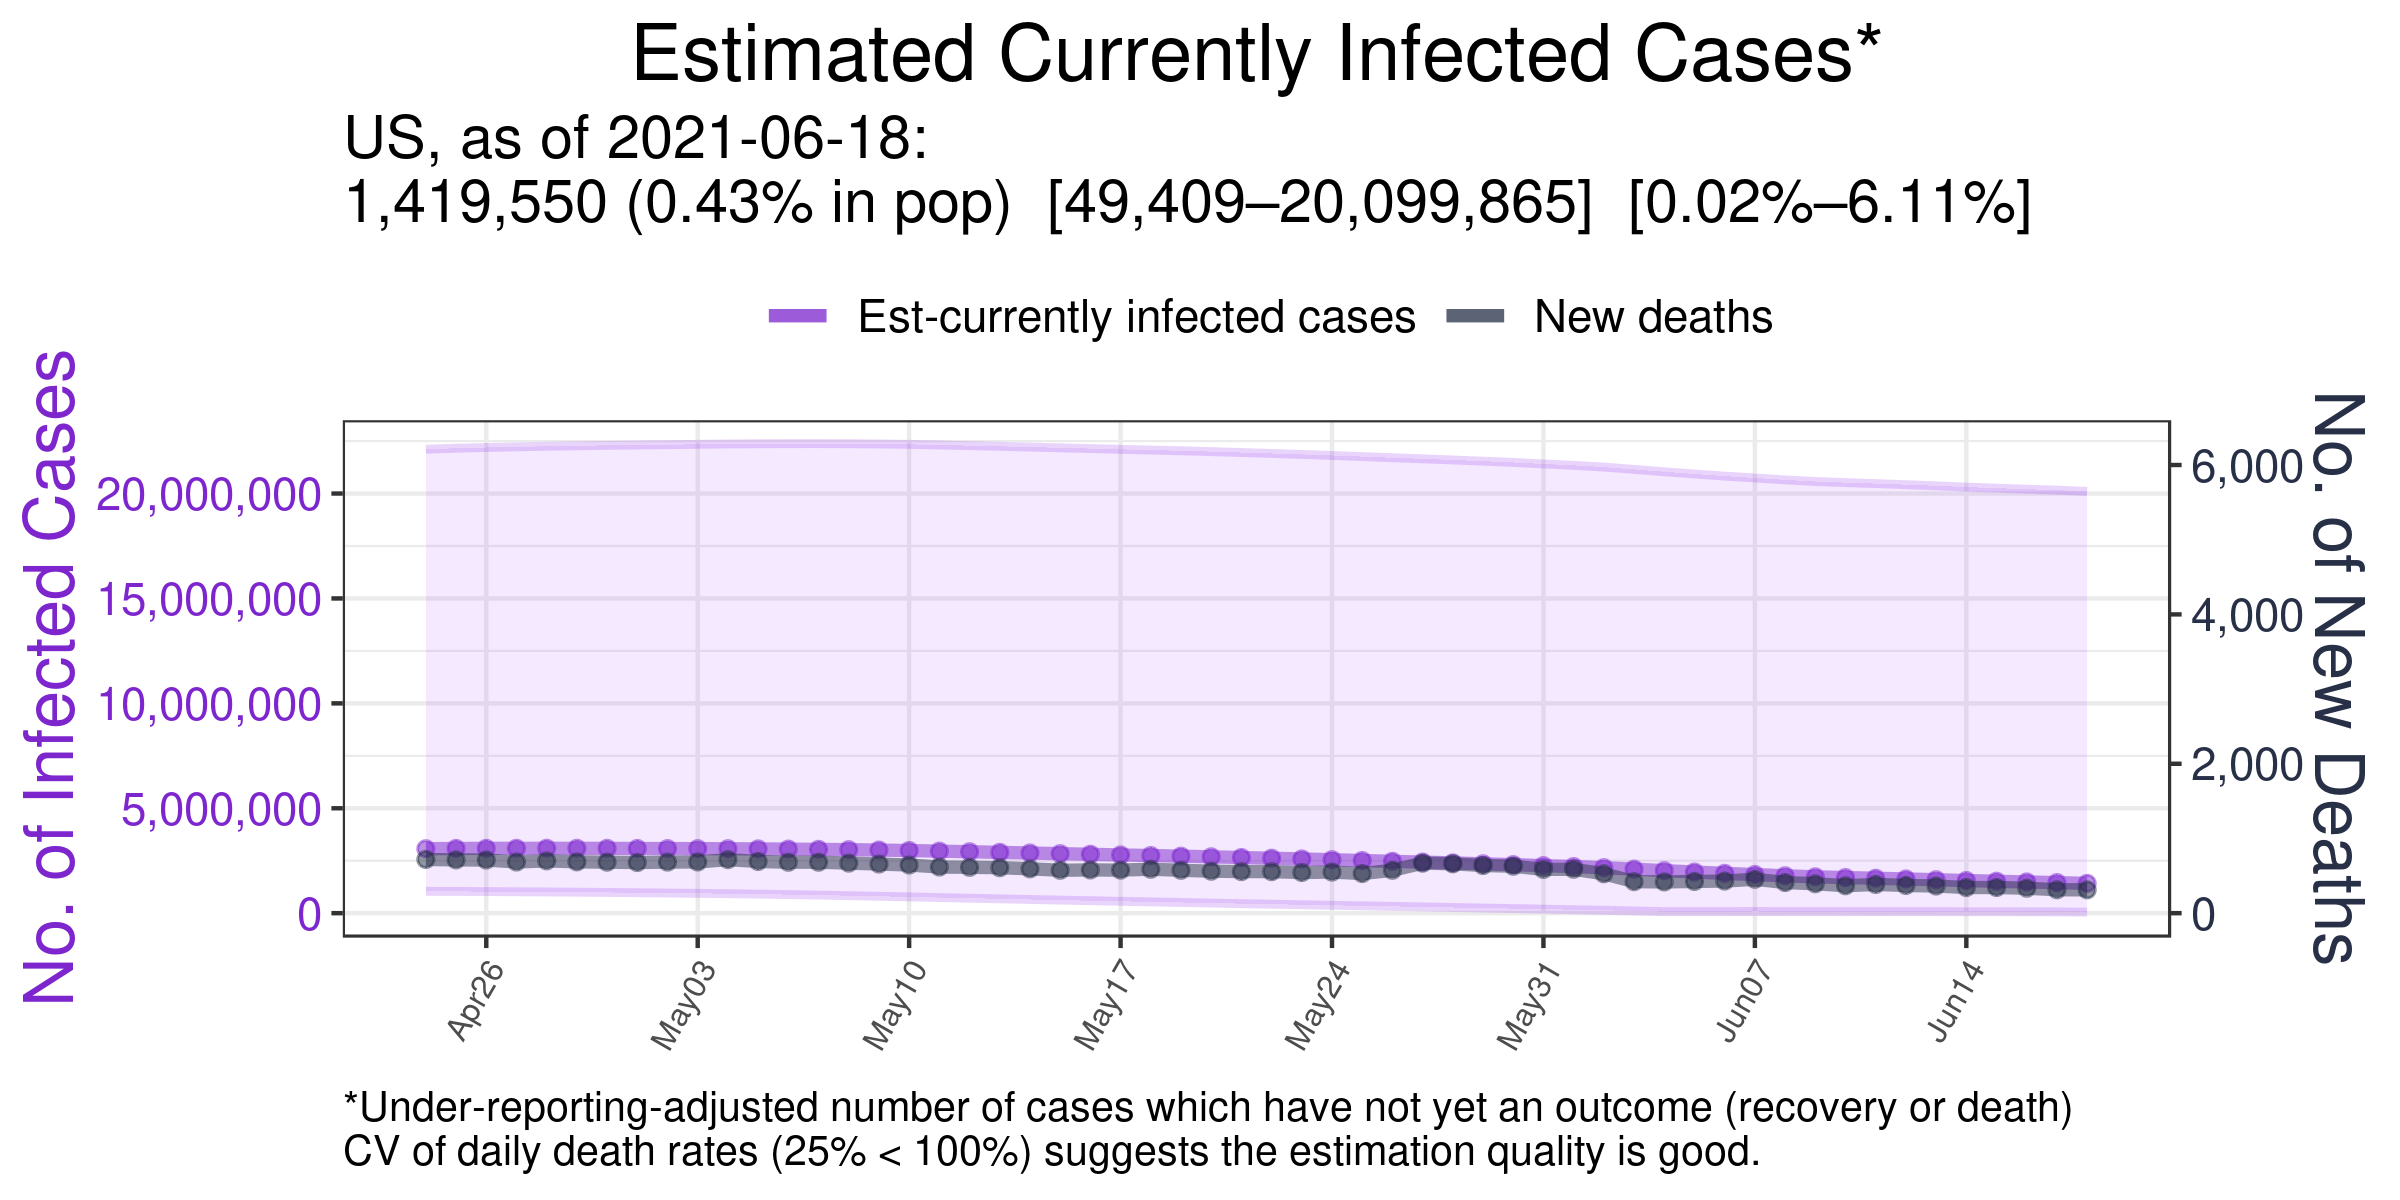 Estimated Currently Infected Cases*
US, as of 2021-06-18:
1,419,550 (0.43% in pop)  [49,409–20,099,865]  [0.02%–6.11%]
Est-currently infected cases
New deaths
No. of Infected Cases
20,000,000
15,000,000
10,000,000
5,000,000
0
6,000
4,000
2,000
0
No. of New Deaths
Apr26
May03
May10
May17
May24
May31
Jun07
Jun14
*Under-reporting-adjusted number of cases which have not yet an outcome (recovery or death)
CV of daily death rates (25% < 100%) suggests the estimation quality is good.